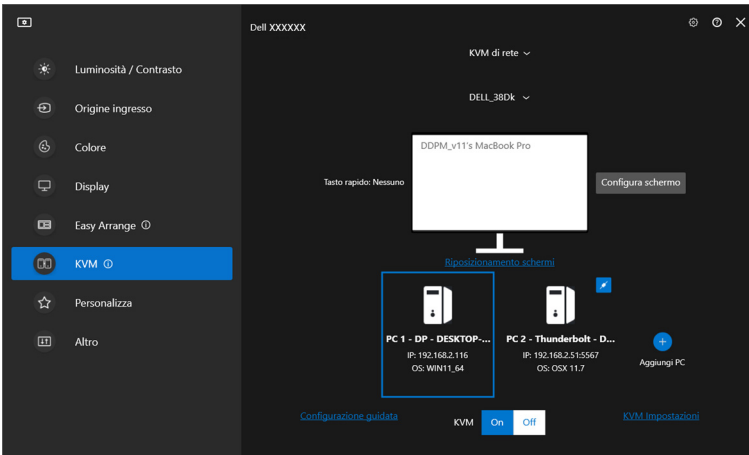 Dell XXXXXX
Luminosità / Contrasto
Origine ingresso
Colore
Display
Easy Arrange
KVM
Personalizza
Altro
KVM di rete
DELL_38Dk
DDPM_v11's MacBook Pro
Tasto rapido: Nessuno
Configura schermo
Riposizionamento schermi
PC 1 - DP - DESKTOP-...
IP: 192.168.2.116
OS: WIN11_64
PC 2 - Thunderbolt - D...
IP: 192.168.2.51:5567
OS: OSX 11.7
Aggiungi PC
Configurazione guidata
KVM
On
Off
KVM Impostazioni